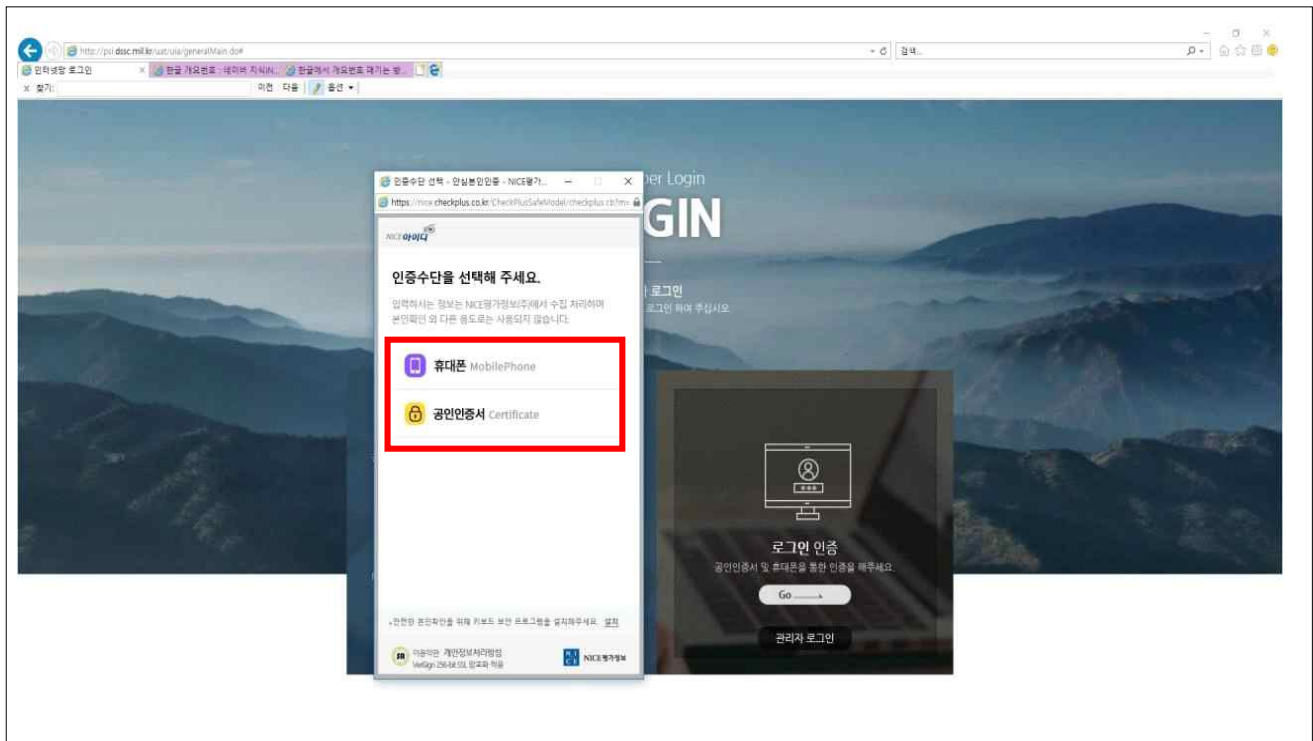 http://psi.dssc.mil.kr/uat/uia/generalMain.do#
검색...
인터넷망 로그인
한글 개요번호 : 네이버 지식iN...
한글에서 개요번호 매기는 방...
x 찾기:
이전 다음 옵션
인증수단 선택 - 안심본인인증 - NICE평가...
https://nice.checkplus.co.kr/CheckPlusSafeModel/checkplus.cb?m=
ber Login
GIN
로그인
로그인 하여 주십시오.
NICE 아이디
인증수단을 선택해 주세요.
입력하시는 정보는 NICE평가정보(주)에서 수집 처리하며
본인확인 외 다른 용도로는 사용되지 않습니다.
휴대폰 MobilePhone
공인인증서 Certificate
로그인 인증
공인인증서 및 휴대폰을 통한 인증을 해주세요.
Go
관리자 로그인
안전한 본인확인을 위해 키보드 보안 프로그램을 설치해주세요. 설치
이용약관 개인정보처리방침
VeriSign 256-bit SSL 암호화 적용
NICE NICE평가정보